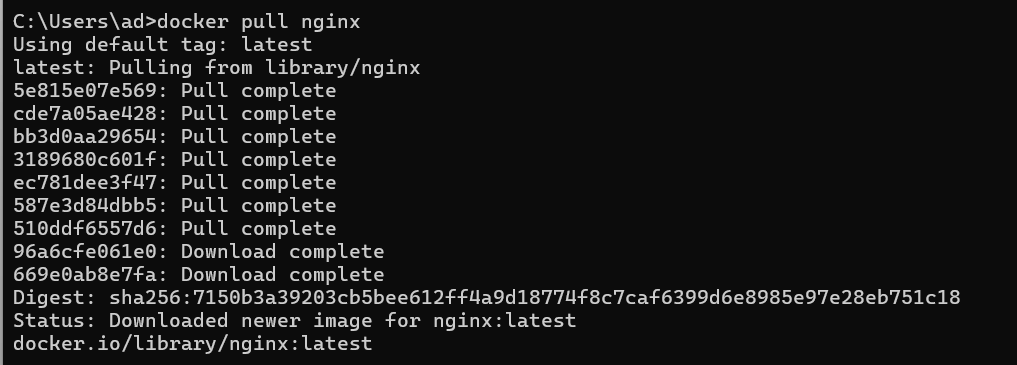 C:\Users\ad>docker pull nginx
Using default tag: latest
latest: Pulling from library/nginx
5e815e07e569: Pull complete
cde7a05ae428: Pull complete
bb3d0aa29654: Pull complete
3189680c601f: Pull complete
ec781dee3f47: Pull complete
587e3d84dbb5: Pull complete
510ddf6557d6: Pull complete
96a6cfe061e0: Download complete
669e0ab8e7fa: Download complete
Digest: sha256:7150b3a39203cb5bee612ff4a9d18774f8c7caf6399d6e8985e97e28eb751c18
Status: Downloaded newer image for nginx:latest
docker.io/library/nginx:latest